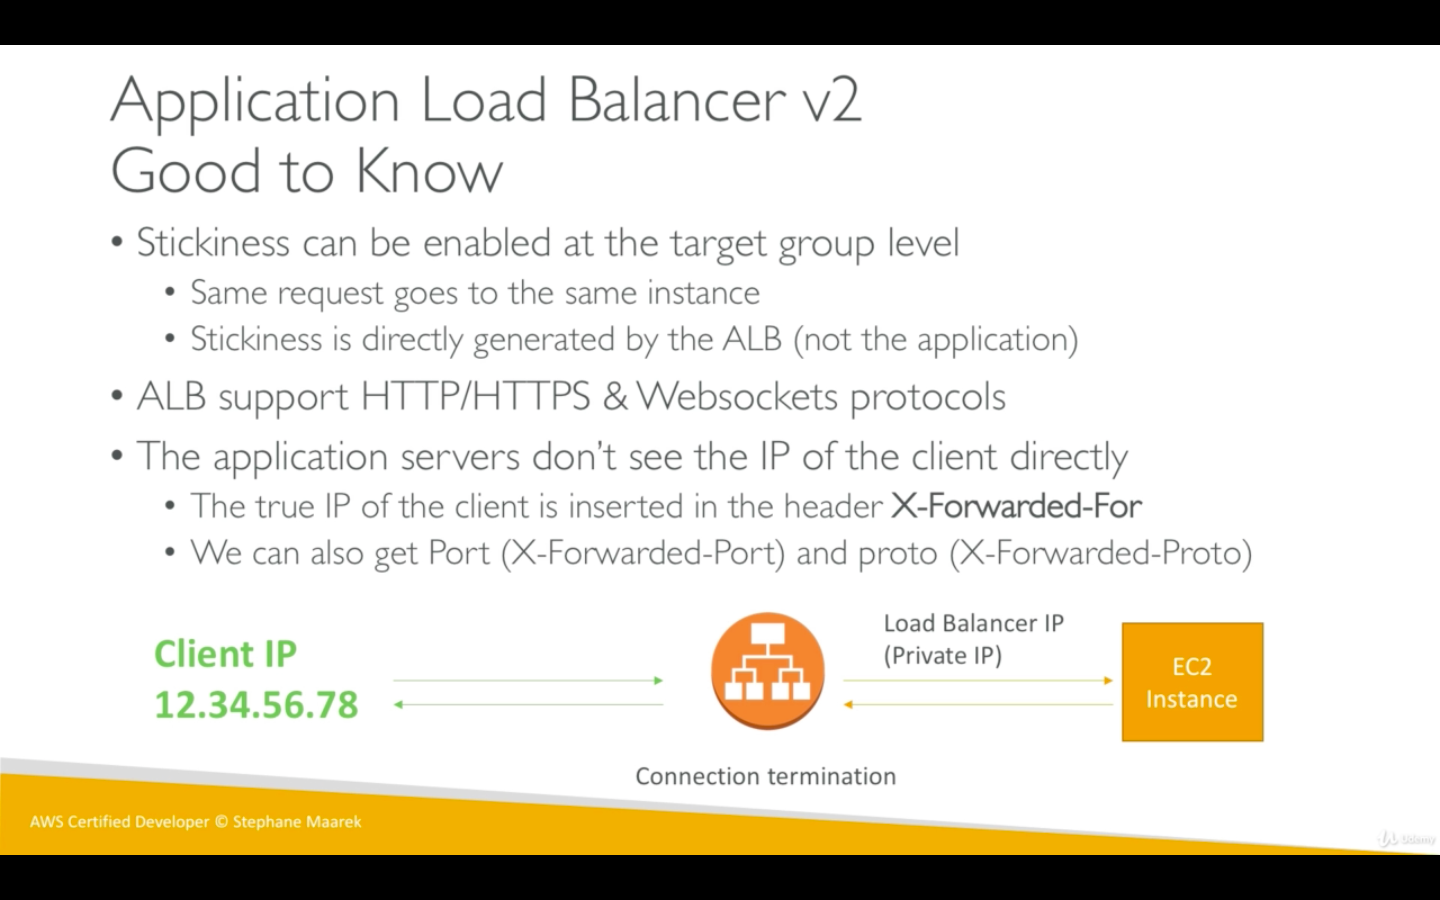 Application Load Balancer v2
Good to Know
• Stickiness can be enabled at the target group level
• Same request goes to the same instance
• Stickiness is directly generated by the ALB (not the application)
• ALB support HTTP/HTTPS & Websockets protocols
• The application servers don’t see the IP of the client directly
• The true IP of the client is inserted in the header X-Forwarded-For
• We can also get Port (X-Forwarded-Port) and proto (X-Forwarded-Proto)
Client IP
12.34.56.78
Load Balancer IP
(Private IP)
EC2
Instance
Connection termination
AWS Certified Developer © Stephane Maarek
Udemy